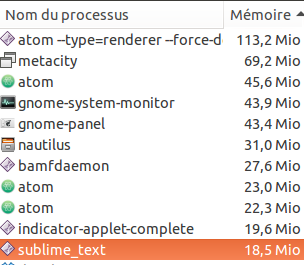 Nom du processus Mémoire
atom --type=renderer --force-d 113,2 Mio
metacity 69,2 Mio
atom 45,6 Mio
gnome-system-monitor 43,9 Mio
gnome-panel 43,4 Mio
nautilus 31,0 Mio
bamfdaemon 27,6 Mio
atom 23,0 Mio
atom 22,3 Mio
indicator-applet-complete 19,6 Mio
sublime_text 18,5 Mio